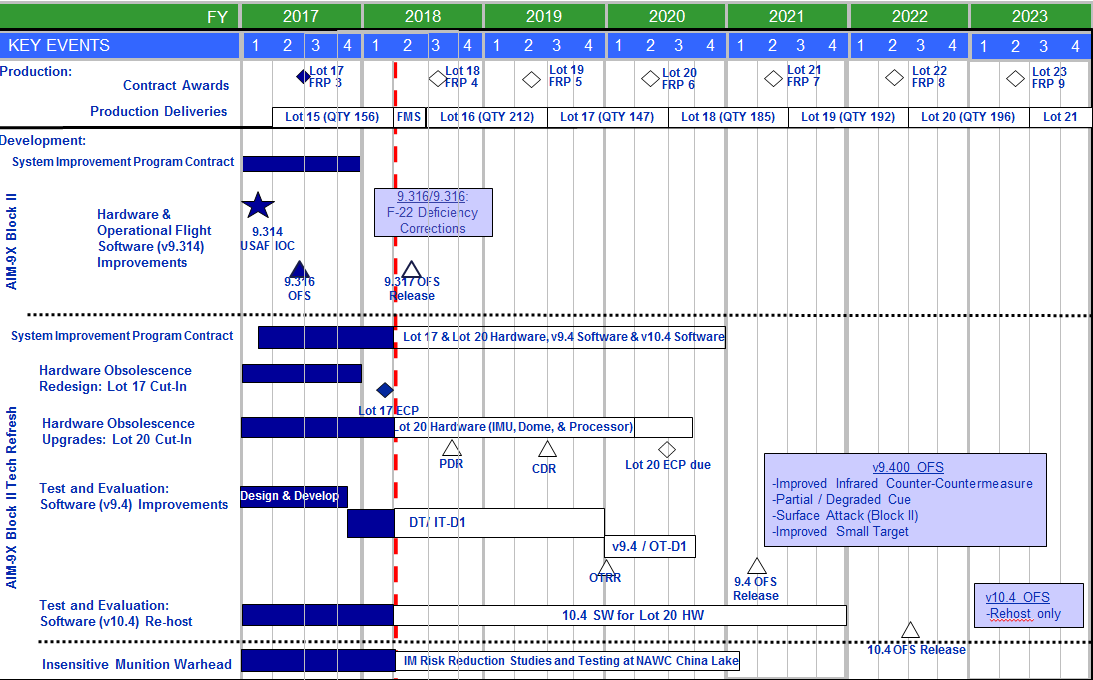 FY 2017 2018 2019 2020 2021 2022 2023
KEY EVENTS 1 2 3 4 1 2 3 4 1 2 3 4 1 2 3 4 1 2 3 4 1 2 3 4 1 2 3 4
Production:
Contract Awards
Lot 17
FRP 3
Lot 18
FRP 4
Lot 19
FRP 5
Lot 20
FRP 6
Lot 21
FRP 7
Lot 22
FRP 8
Lot 23
FRP 9
Production Deliveries
Lot 15 (QTY 156) FMS Lot 16 (QTY 212) Lot 17 (QTY 147) Lot 18 (QTY 185) Lot 19 (QTY 192) Lot 20 (QTY 196) Lot 21
Development:
AIM-9X Block II
System Improvement Program Contract
Hardware &
Operational Flight
Software (v9.314)
Improvements
9.314
USAF IOC
9.316/9.316:
F-22 Deficiency
Corrections
9.316
OFS
9.317 OFS
Release
AIM-9X Block II Tech Refresh
System Improvement Program Contract
Lot 17 & Lot 20 Hardware, v9.4 Software & v10.4 Software
Hardware Obsolescence
Redesign: Lot 17 Cut-In
Lot 17 ECP
Hardware Obsolescence
Upgrades: Lot 20 Cut-In
Lot 20 Hardware (IMU, Dome, & Processor)
PDR
CDR
Lot 20 ECP due
Test and Evaluation:
Software (v9.4) Improvements
Design & Develop
DT/ IT-D1
v9.4 / OT-D1
OTRR
9.4 OFS
Release
v9.400 OFS
-Improved Infrared Counter-Countermeasure
-Partial / Degraded Cue
-Surface Attack (Block II)
-Improved Small Target
Test and Evaluation:
Software (v10.4) Re-host
10.4 SW for Lot 20 HW
10.4 OFS Release
v10.4 OFS
-Rehost only
Insensitive Munition Warhead
IM Risk Reduction Studies and Testing at NAWC China Lake